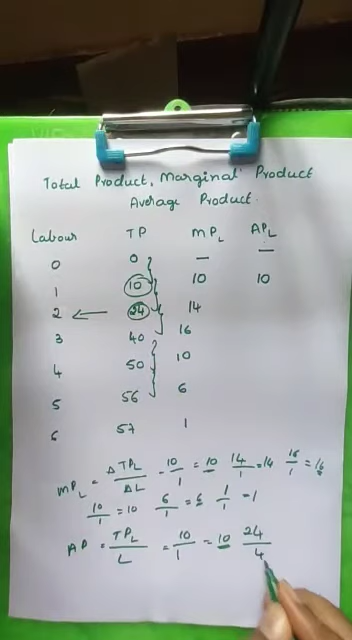 Total Product, Marginal Product
Average Product.
Labour TP MPL APL
0 0 — —
1 10 10 10
2 ← 24 14
3 40 16
4 50 10
5 56 6
6 57 1
MPL = ΔTPL/ΔL = 10/1 = 10 14/1 = 14 16/1 = 16
10/1 = 10 6/1 = 6 1/1 = 1
AP = TPL/L = 10/1 = 10 24/4